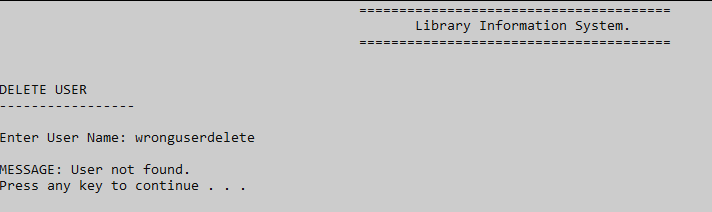 =======================================
Library Information System.
=======================================
DELETE USER
-----------------
Enter User Name: wronguserdelete
MESSAGE: User not found.
Press any key to continue . . .